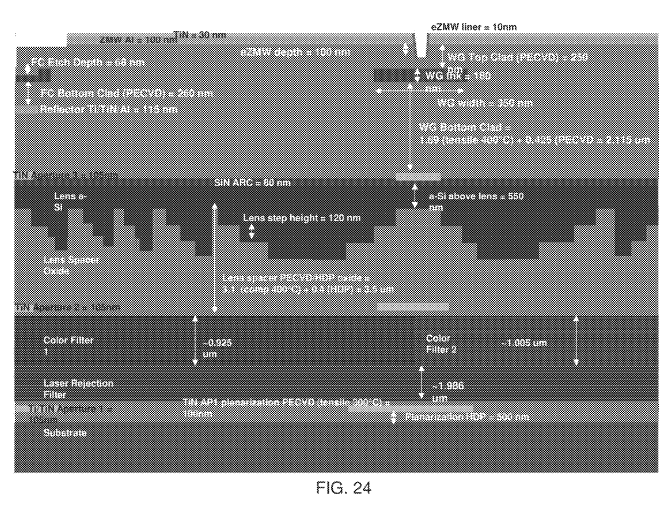 eZMW liner = 10nm
TiN = 30 nm
ZMW Al = 100 nm
eZMW depth = 100 nm
WG Top Clad (PECVD) = 250
nm
FC Etch Depth = 60 nm
WG thk = 180
nm
FC Bottom Clad (PECVD) = 260 nm
WG width = 350 nm
Reflector Ti/TiN/Al = 115 nm
WG Bottom Clad =
1.69 (tensile 400°C) + 0.425 (PECVD = 2.115 um
TiN Aperture 3 = 105nm
SiN ARC = 60 nm
Lens a-
Si
a-Si above lens = 550
nm
Lens step height = 120 nm
Lens Spacer
Oxide
Lens spacer PECVD/HDP oxide =
3.1 (comp 400°C) + 0.4 (HDP) = 3.5 um
TiN Aperture 2 = 105nm
Color Filter
1
~0.925
um
Color
Filter 2
~1.005 um
Laser Rejection
Filter
~1.986
um
TiN AP1 planarization PECVD (tensile 300°C) =
100nm
Ti/TiN Aperture 1 =
105nm
Planarization HDP = 500 nm
Substrate
FIG. 24